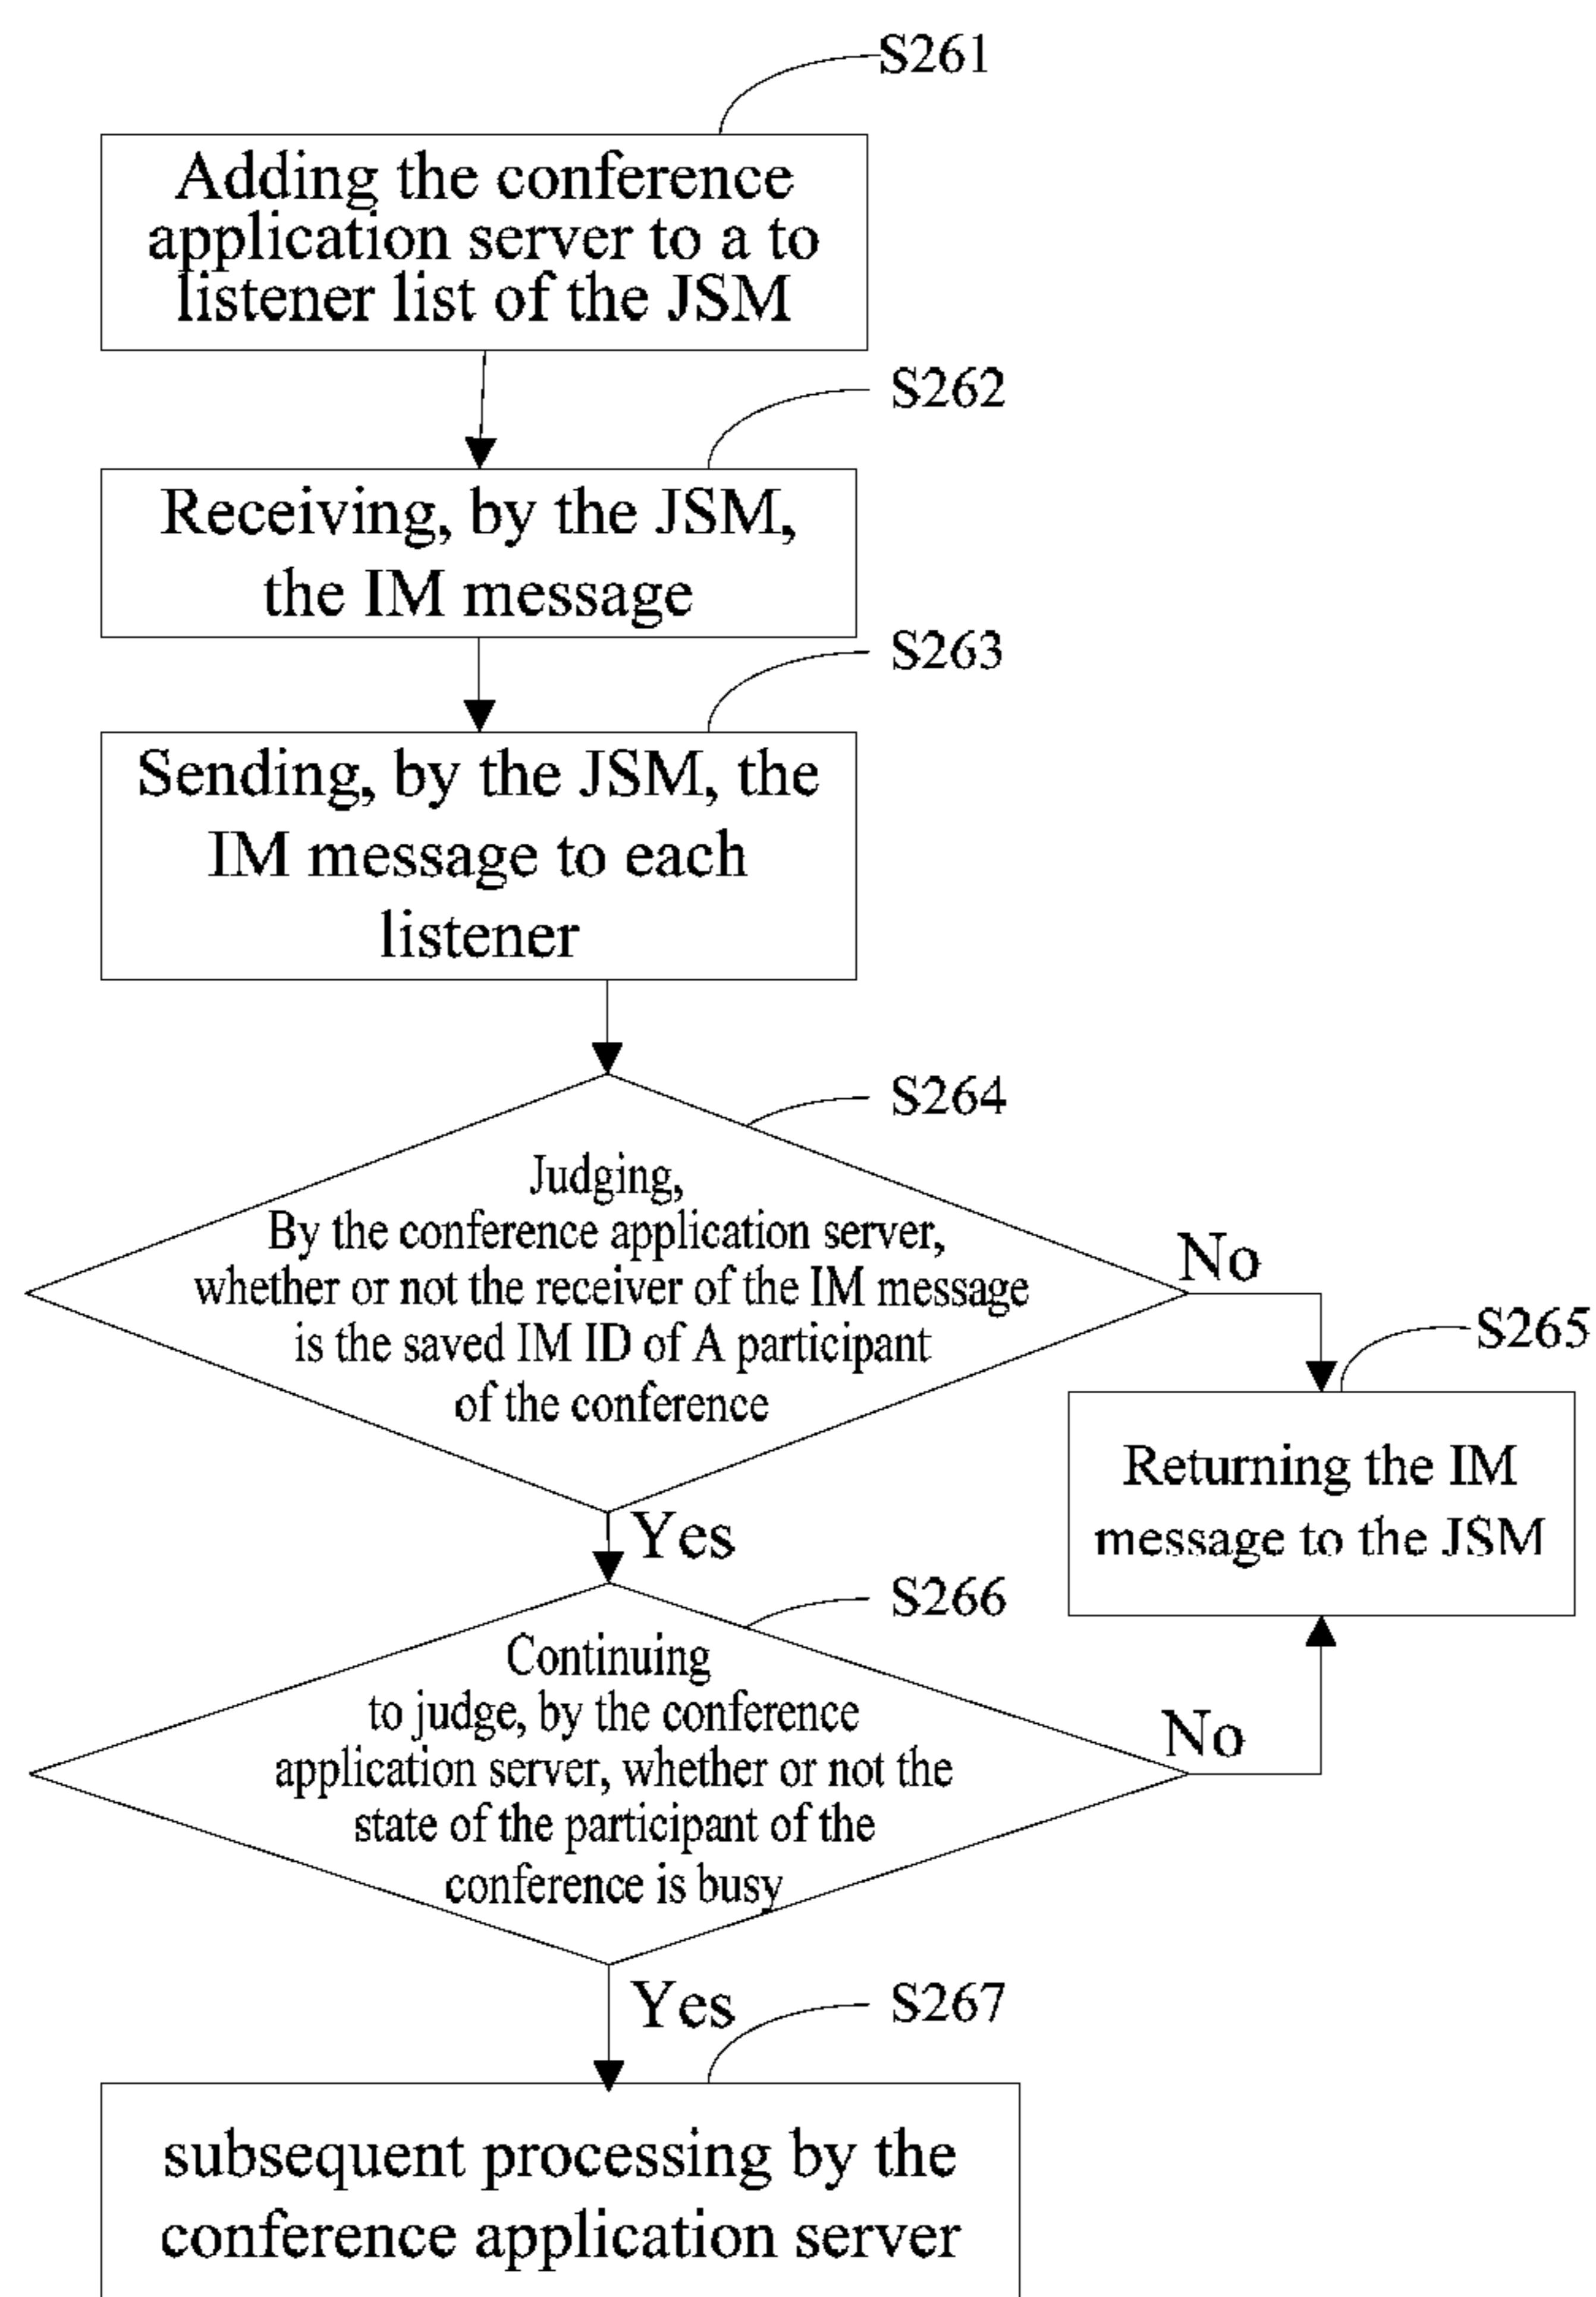 S261
Adding the conference
application server to a to
listener list of the JSM
S262
Receiving, by the JSM,
the IM message
S263
Sending, by the JSM, the
IM message to each
listener
S264
Judging,
By the conference application server,
whether or not the receiver of the IM message
is the saved IM ID of A participant
of the conference
No
S265
Returning the IM
message to the JSM
Yes
S266
Continuing
to judge, by the conference
application server, whether or not the
state of the participant of the
conference is busy
No
Yes
S267
subsequent processing by the
conference application server